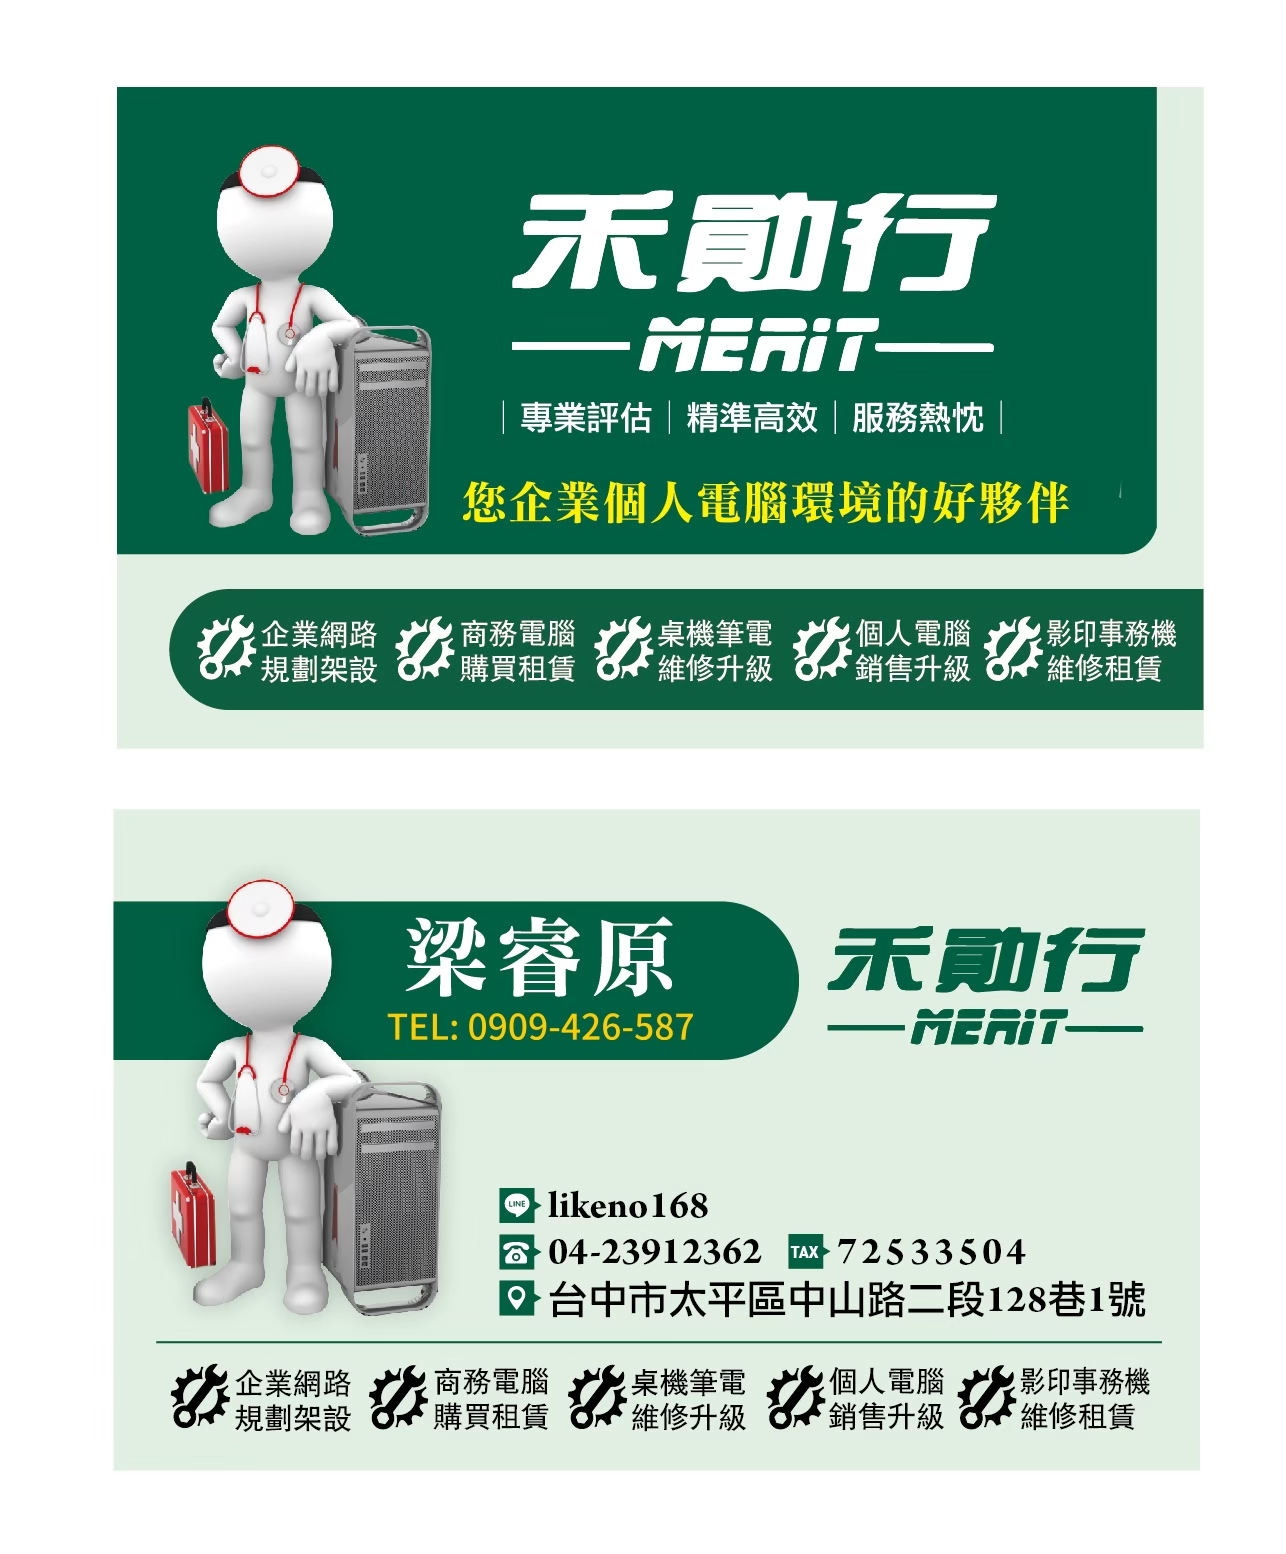 禾勛行
MERiT
專業評估｜精準高效｜服務熱忱
您企業個人電腦環境的好夥伴
企業網路 商務電腦 桌機筆電 個人電腦 影印事務機
規劃架設 購買租賃 維修升級 銷售升級 維修租賃
梁睿原
TEL: 0909-426-587
禾勛行
MERiT
LINE likeno168
04-23912362 TAX 72533504
台中市太平區中山路二段128巷1號
企業網路 商務電腦 桌機筆電 個人電腦 影印事務機
規劃架設 購買租賃 維修升級 銷售升級 維修租賃